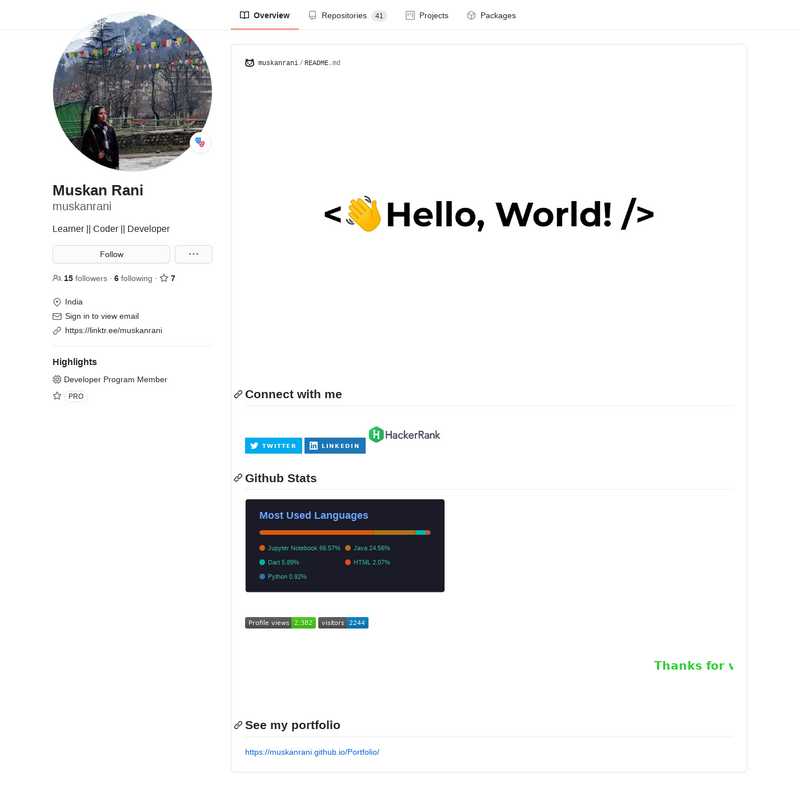 Overview Repositories 41 Projects Packages
muskanrani / README.md
<👋Hello, World! />
Muskan Rani
muskanrani
Learner || Coder || Developer
Follow ...
15 followers · 6 following · 7
India
Sign in to view email
https://linktr.ee/muskanrani
Highlights
Developer Program Member
PRO
Connect with me
TWITTER LINKEDIN HackerRank
Github Stats
Most Used Languages
Jupyter Notebook 66.57% Java 24.56%
Dart 5.89% HTML 2.07%
Python 0.92%
Profile views 2,382 visitors 2244
Thanks for
See my portfolio
https://muskanrani.github.io/Portfolio/